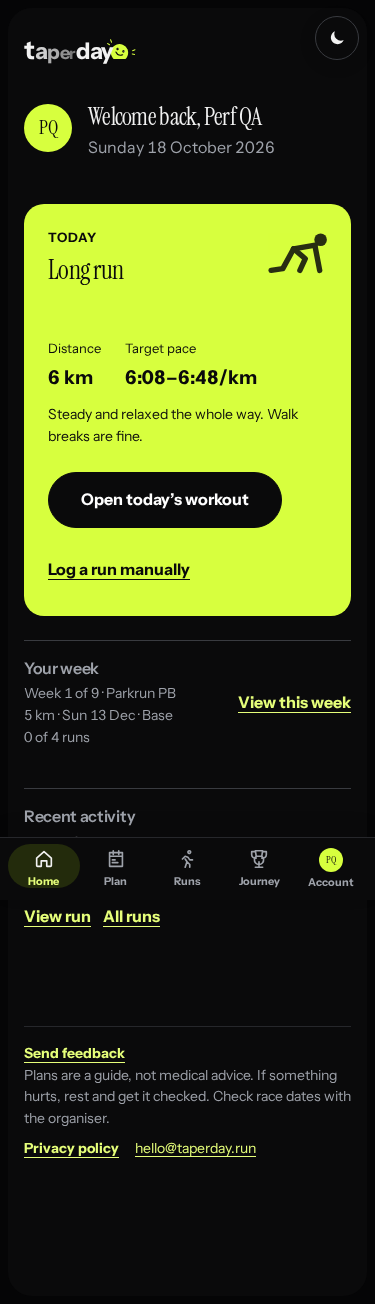 taperday
PQ
Welcome back, Perf QA
Sunday 18 October 2026
TODAY
Long run
Distance
Target pace
6 km
6:08–6:48/km
Steady and relaxed the whole way. Walk
breaks are fine.
Open today’s workout
Log a run manually
Your week
Week 1 of 9 · Parkrun PB
5 km · Sun 13 Dec · Base
0 of 4 runs
View this week
Recent activity
Home
Plan
Runs
Journey
PQ
Account
View run
All runs
Send feedback
Plans are a guide, not medical advice. If something
hurts, rest and get it checked. Check race dates with
the organiser.
Privacy policy
hello@taperday.run